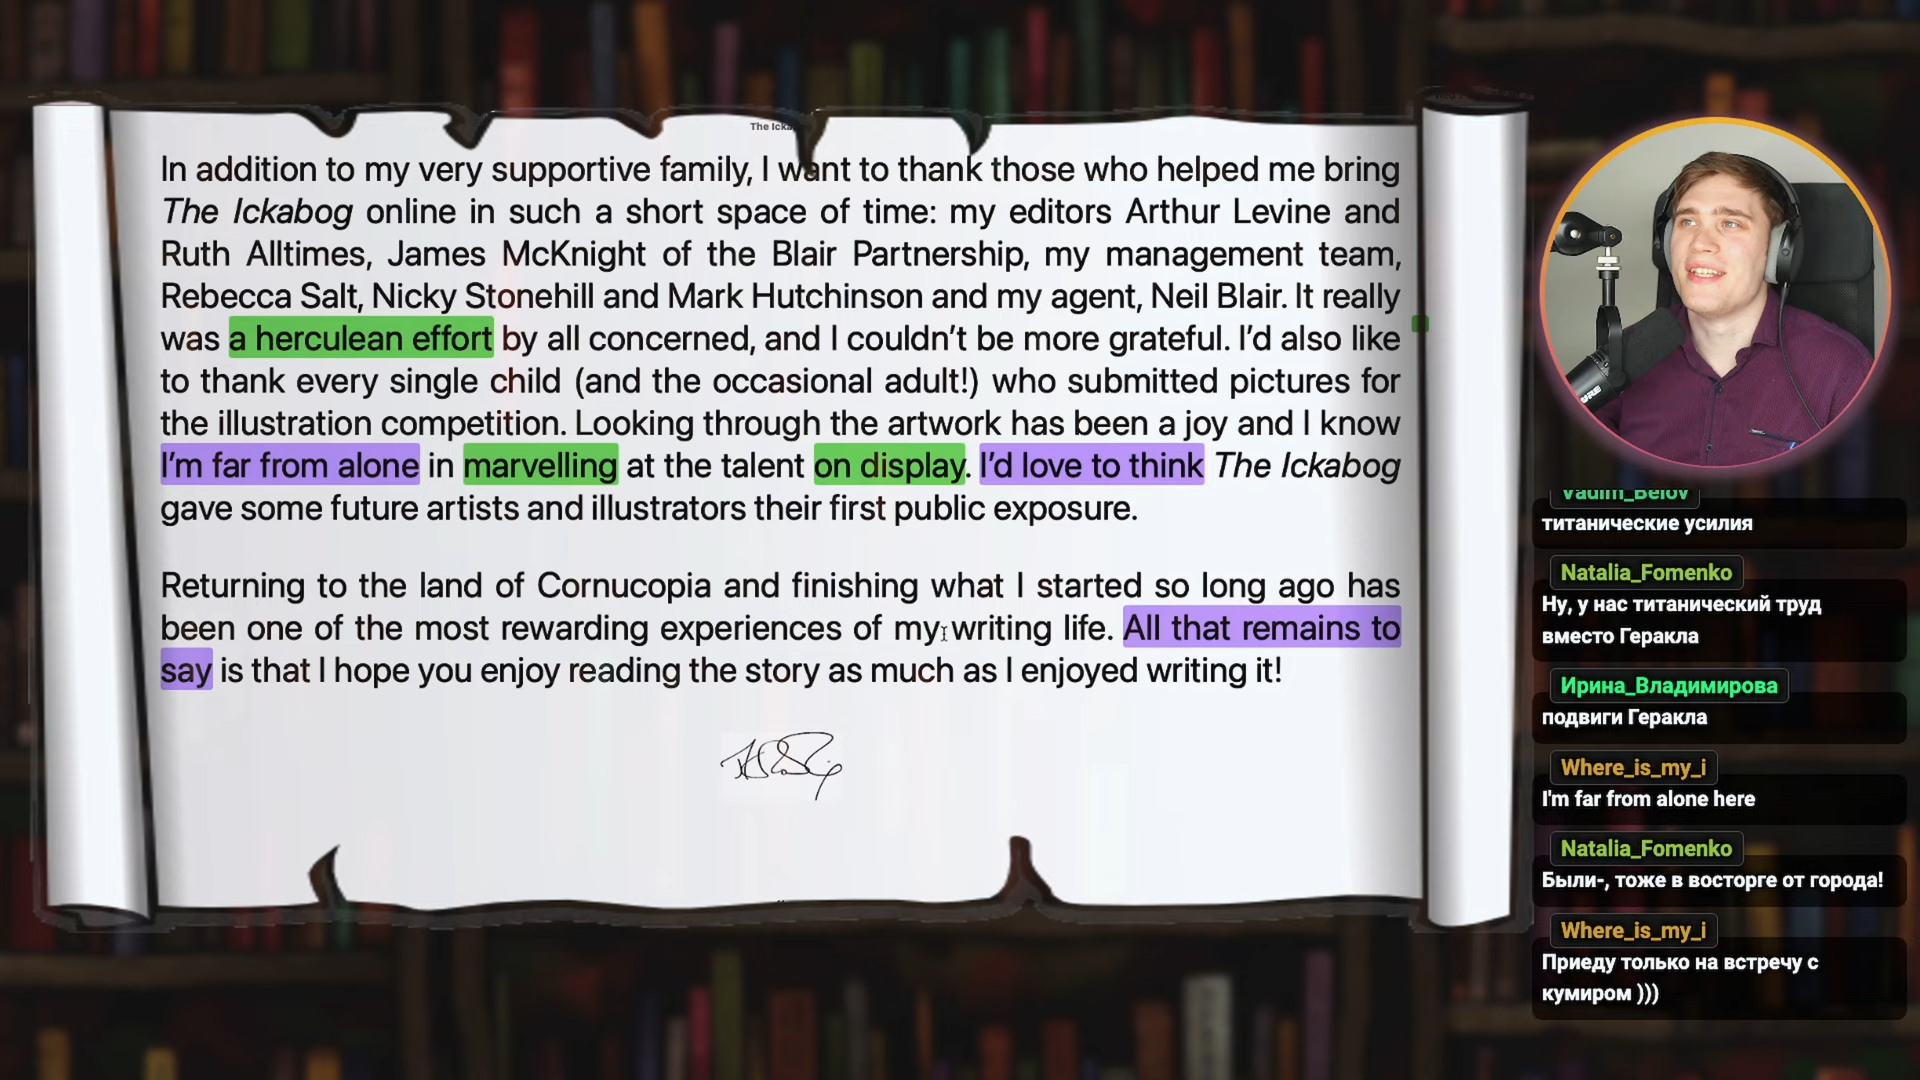 The Icka
In addition to my very supportive family, I want to thank those who helped me bring
The Ickabog online in such a short space of time: my editors Arthur Levine and
Ruth Alltimes, James McKnight of the Blair Partnership, my management team,
Rebecca Salt, Nicky Stonehill and Mark Hutchinson and my agent, Neil Blair. It really
was a herculean effort by all concerned, and I couldn’t be more grateful. I’d also like
to thank every single child (and the occasional adult!) who submitted pictures for
the illustration competition. Looking through the artwork has been a joy and I know
I’m far from alone in marvelling at the talent on display. I’d love to think The Ickabog
gave some future artists and illustrators their first public exposure.
Returning to the land of Cornucopia and finishing what I started so long ago has
been one of the most rewarding experiences of my writing life. All that remains to
say is that I hope you enjoy reading the story as much as I enjoyed writing it!
Vadim_Belov
титанические усилия
Natalia_Fomenko
Ну, у нас титанический труд
вместо Геракла
Ирина_Владимирова
подвиги Геракла
Where_is_my_i
I'm far from alone here
Natalia_Fomenko
Были-, тоже в восторге от города!
Where_is_my_i
Приеду только на встречу с
кумиром )))